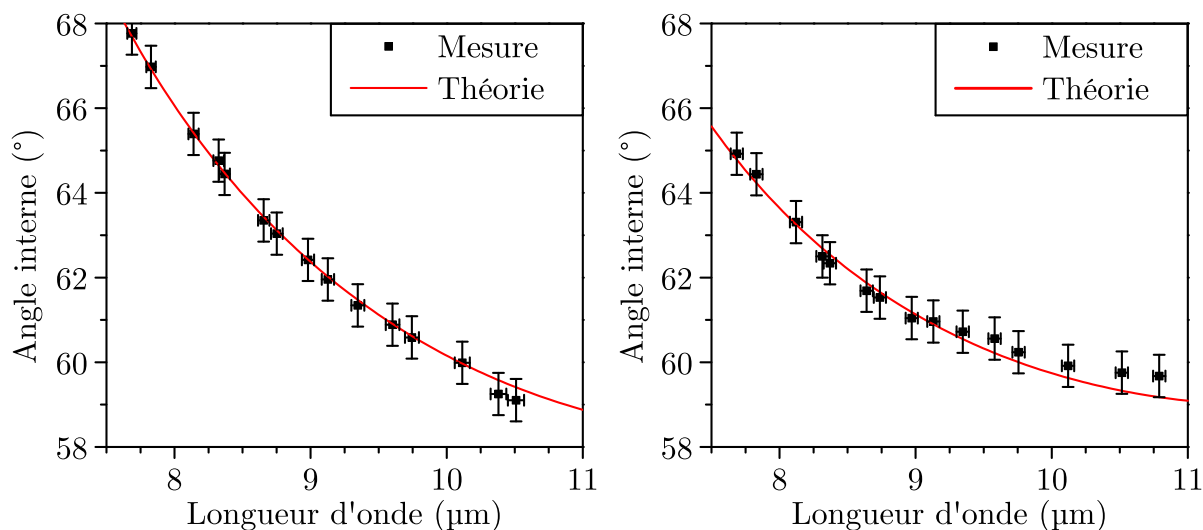 68
66
64
62
60
58
8
9
10
11
Angle interne (°)
Longueur d'onde (µm)
Mesure
Théorie
68
66
64
62
60
58
8
9
10
11
Angle interne (°)
Longueur d'onde (µm)
Mesure
Théorie